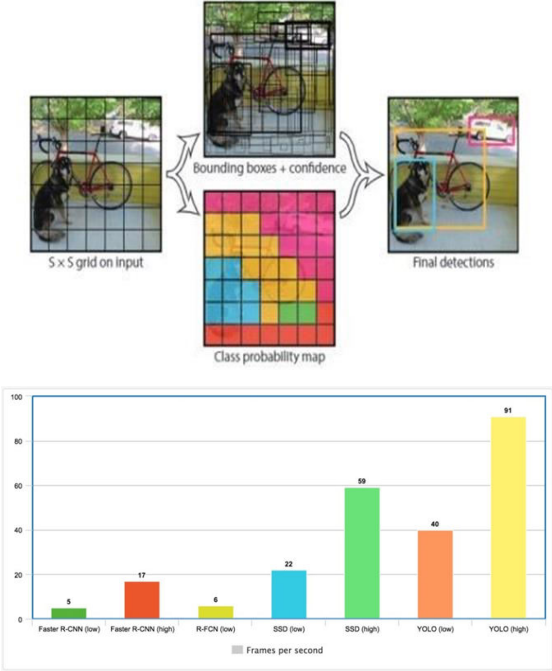 Bounding boxes + confidence
S × S grid on input
Final detections
Class probability map
100
80
60
40
20
0
5
17
6
22
59
40
91
Faster R-CNN (low)
Faster R-CNN (high)
R-FCN (low)
SSD (low)
SSD (high)
YOLO (low)
YOLO (high)
Frames per second